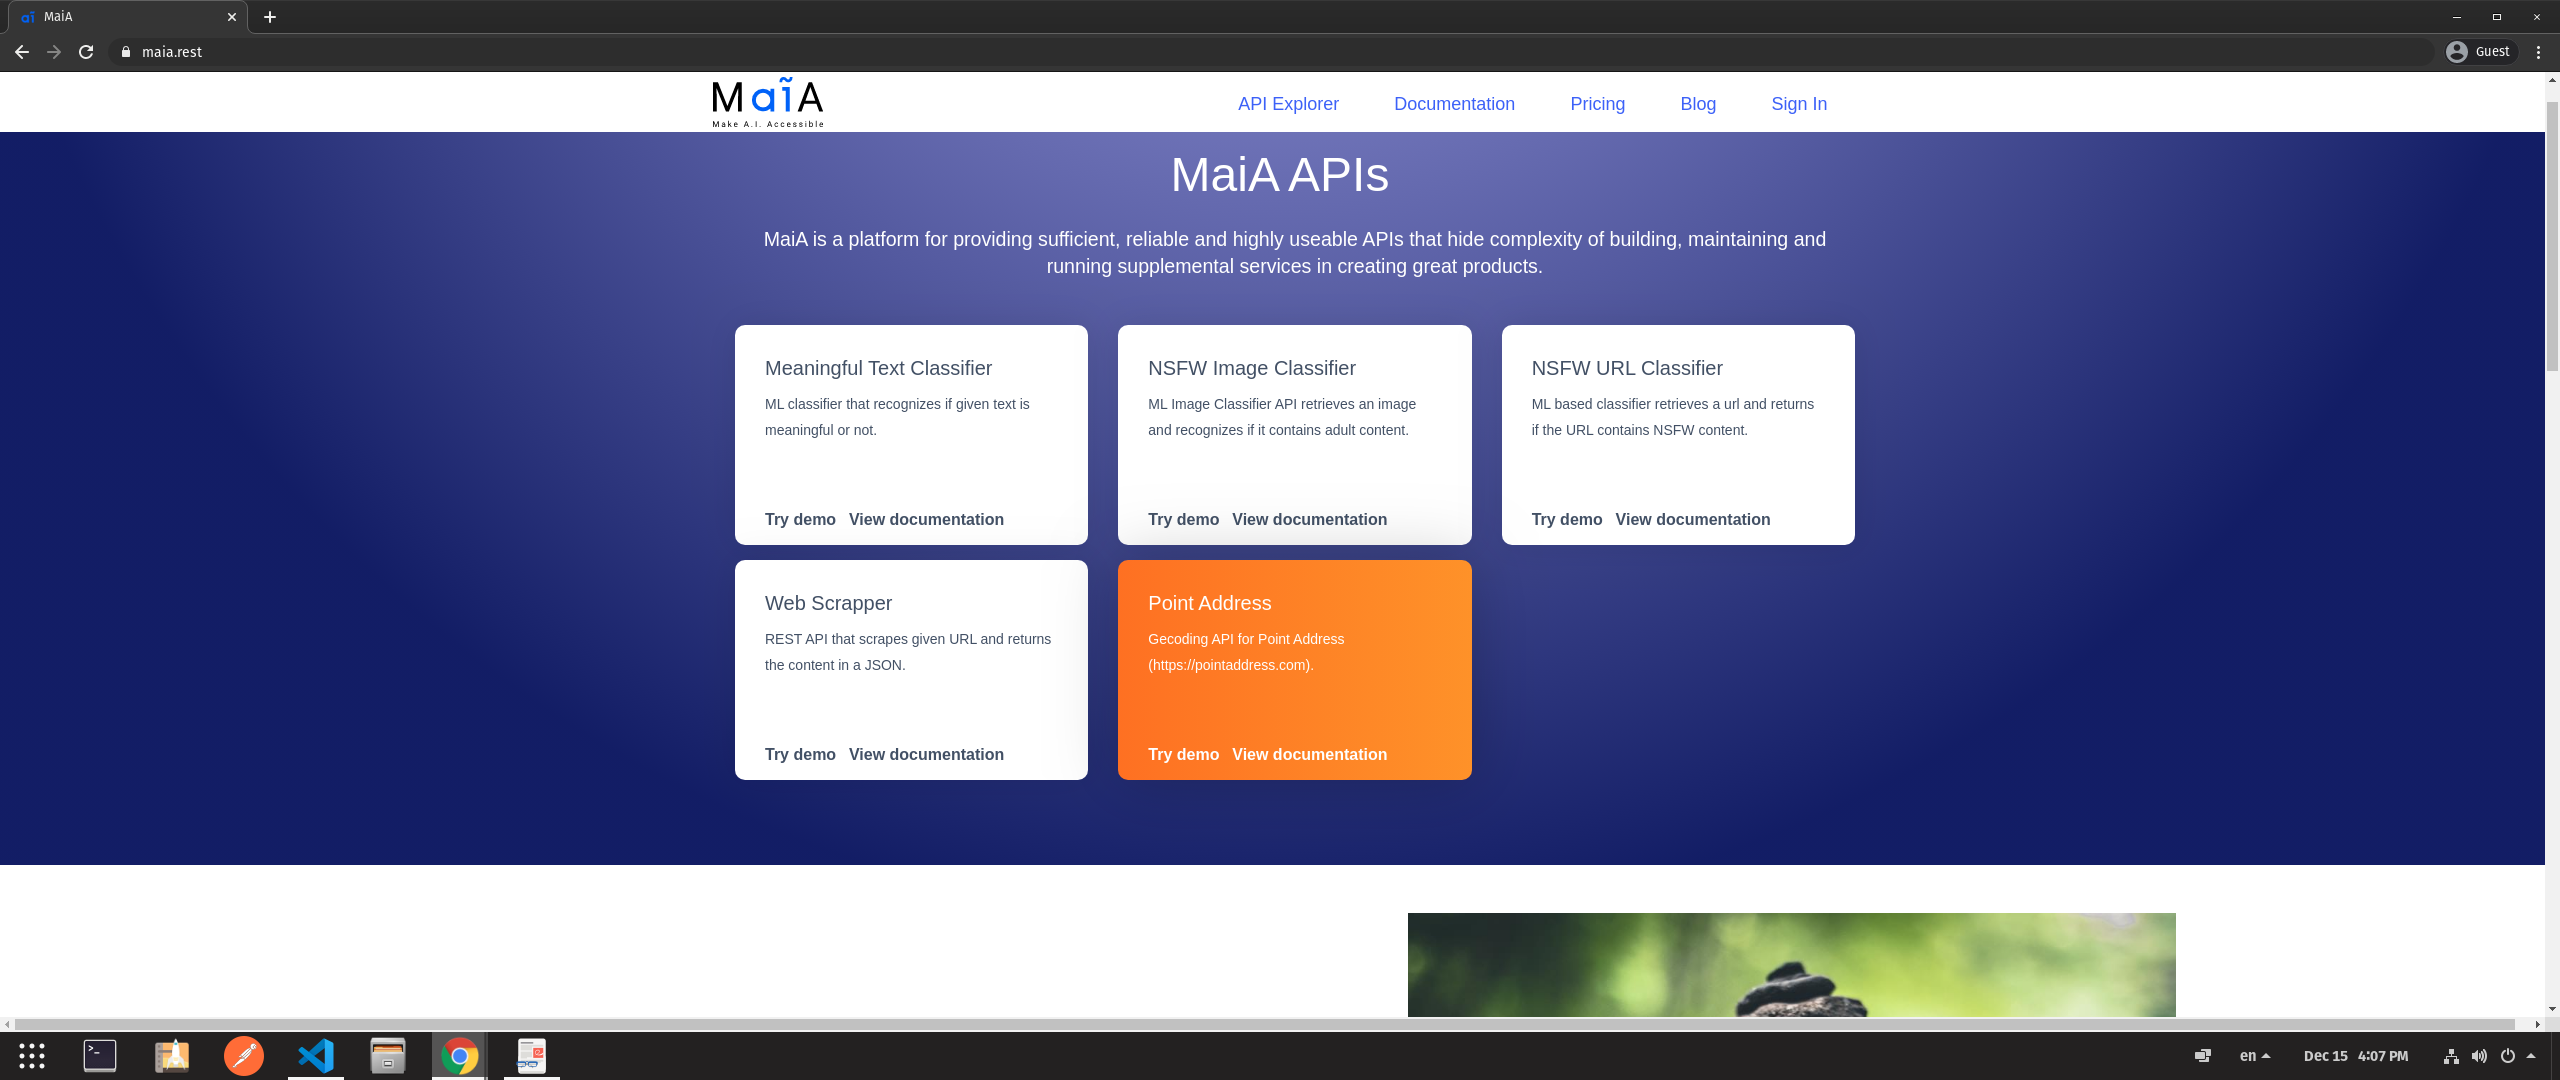 MaiA
maia.rest
Guest
MaiA
Make A.I. Accessible
API Explorer
Documentation
Pricing
Blog
Sign In
MaiA APIs
MaiA is a platform for providing sufficient, reliable and highly useable APIs that hide complexity of building, maintaining and
running supplemental services in creating great products.
Meaningful Text Classifier
ML classifier that recognizes if given text is
meaningful or not.
Try demo View documentation
NSFW Image Classifier
ML Image Classifier API retrieves an image
and recognizes if it contains adult content.
Try demo View documentation
NSFW URL Classifier
ML based classifier retrieves a url and returns
if the URL contains NSFW content.
Try demo View documentation
Web Scrapper
REST API that scrapes given URL and returns
the content in a JSON.
Try demo View documentation
Point Address
Gecoding API for Point Address
(https://pointaddress.com).
Try demo View documentation
en
Dec 15 4:07 PM